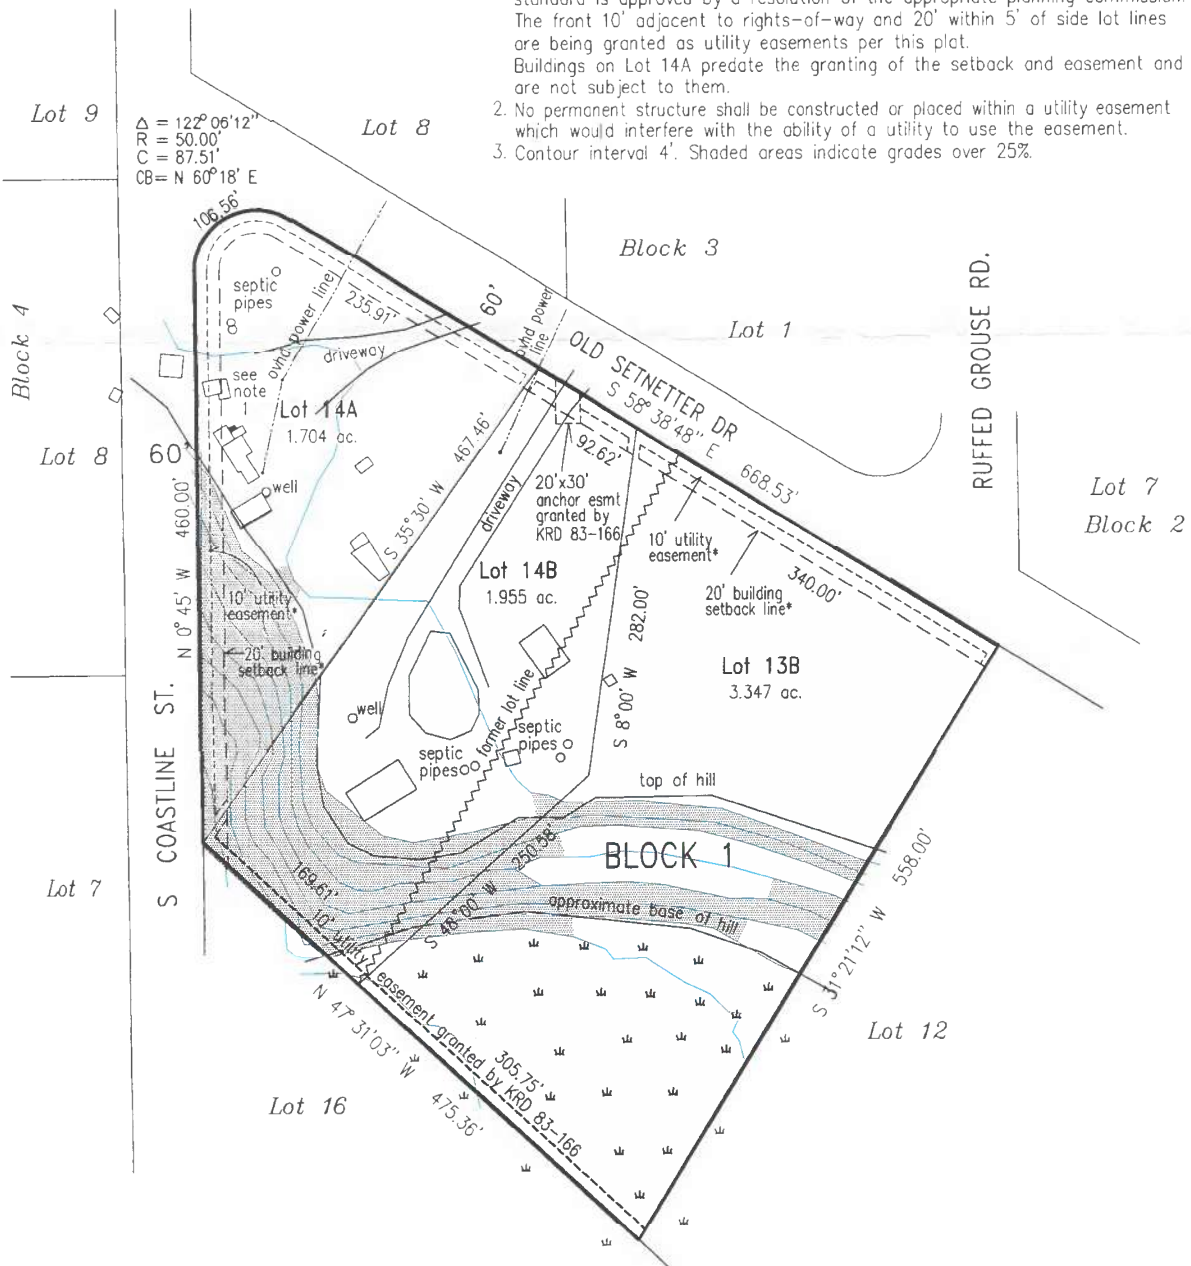 standard is approved by a resolution of the appropriate planning commission.
The front 10' adjacent to rights-of-way and 20' within 5' of side lot lines
are being granted as utility easements per this plat.
Buildings on Lot 14A predate the granting of the setback and easement and
are not subject to them.
2. No permanent structure shall be constructed or placed within a utility easement
which would interfere with the ability of a utility to use the easement.
3. Contour interval 4'. Shaded areas indicate grades over 25%.
Lot 9
Δ = 122°06'12"
R = 50.00'
C = 87.51'
CB= N 60°18' E
Lot 8
106.56'
Block 3
Lot 1
RUFFED GROUSE RD.
Block 4
septic
pipes
ovhd power line
235.91'
60'
ovhd power
line
OLD SETNETTER DR
S 58°38'48" E 668.53'
driveway
see
note
1
Lot 14A
1.704 ac.
Lot 8
60'
well
467.46'
S 35°30' W
driveway
92.62'
20'x30'
anchor esmt
granted by
KRD 83-166
10' utility
easement*
20' building
setback line*
340.00'
Lot 7
Block 2
N 0°45' W 460.00'
10' utility
easement*
20' building
setback line*
Lot 14B
1.955 ac.
282.00'
S 8°00' W
Lot 13B
3.347 ac.
former lot line
well
septic
pipes
septic
pipes
top of hill
S COASTLINE ST.
250.58'
S 48°00' W
BLOCK 1
558.00'
S 31°21'12" W
Lot 7
169.61'
approximate base of hill
10' utility easement granted by KRD 83-166
N 47°31'03" W 475.36'
305.75'
Lot 12
Lot 16